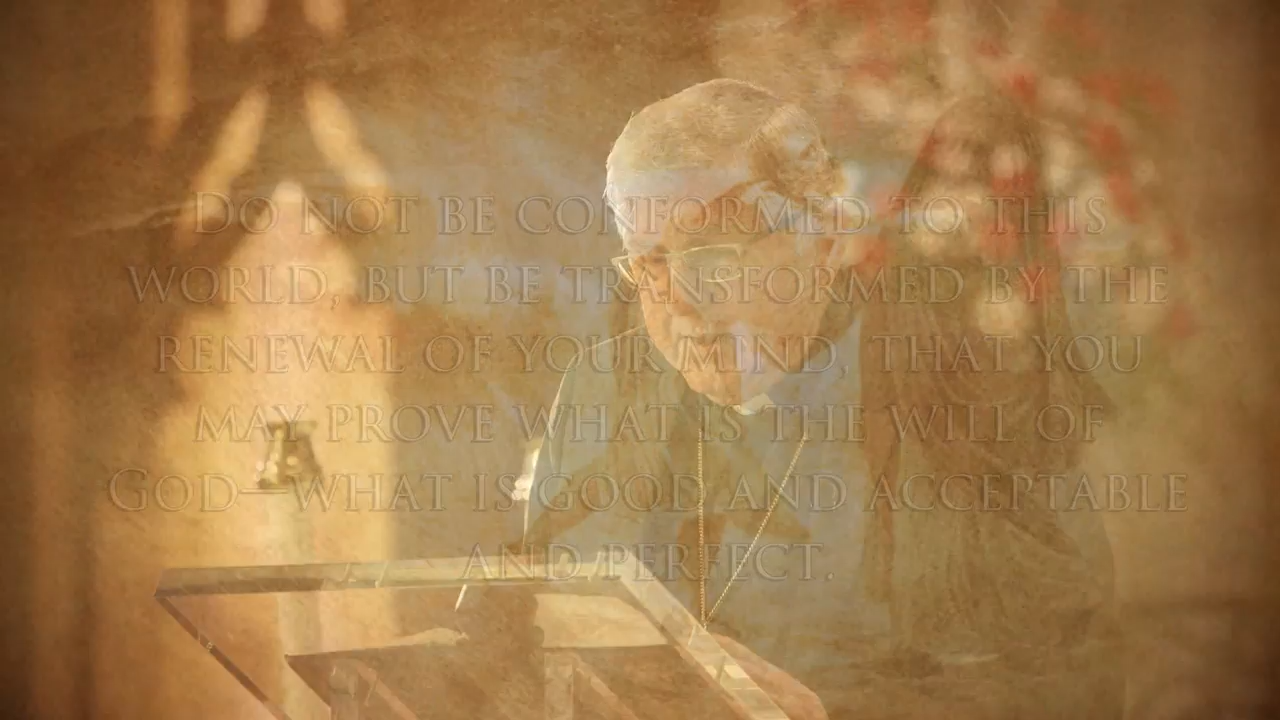 Do not be conformed to this
world, but be transformed by the
renewal of your mind, that you
may prove what is the will of
God—what is good and acceptable
and perfect.